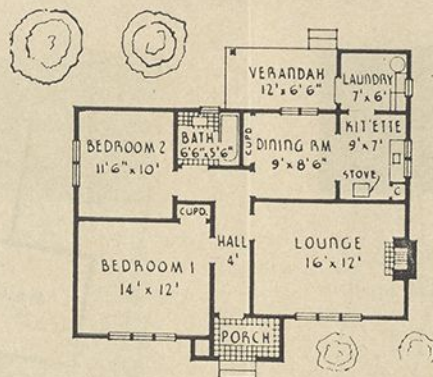 3
2
VERANDAH
12' x 6'6"
LAUNDRY
7' x 6'
BEDROOM 2
11'6" x 10'
BATH
6'6" x 5'6"
CUPD.
DINING RM
9' x 8'6"
KIT'ETTE
9' x 7'
STOVE
C
CUPD.
HALL
4'
LOUNGE
16' x 12'
BEDROOM 1
14' x 12'
PORCH